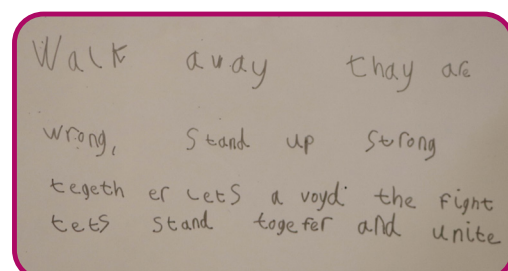 Walk away thay are
wrong, Stand up strong
tegeth er Lets a voyd the fight
Lets stand togefer and unite